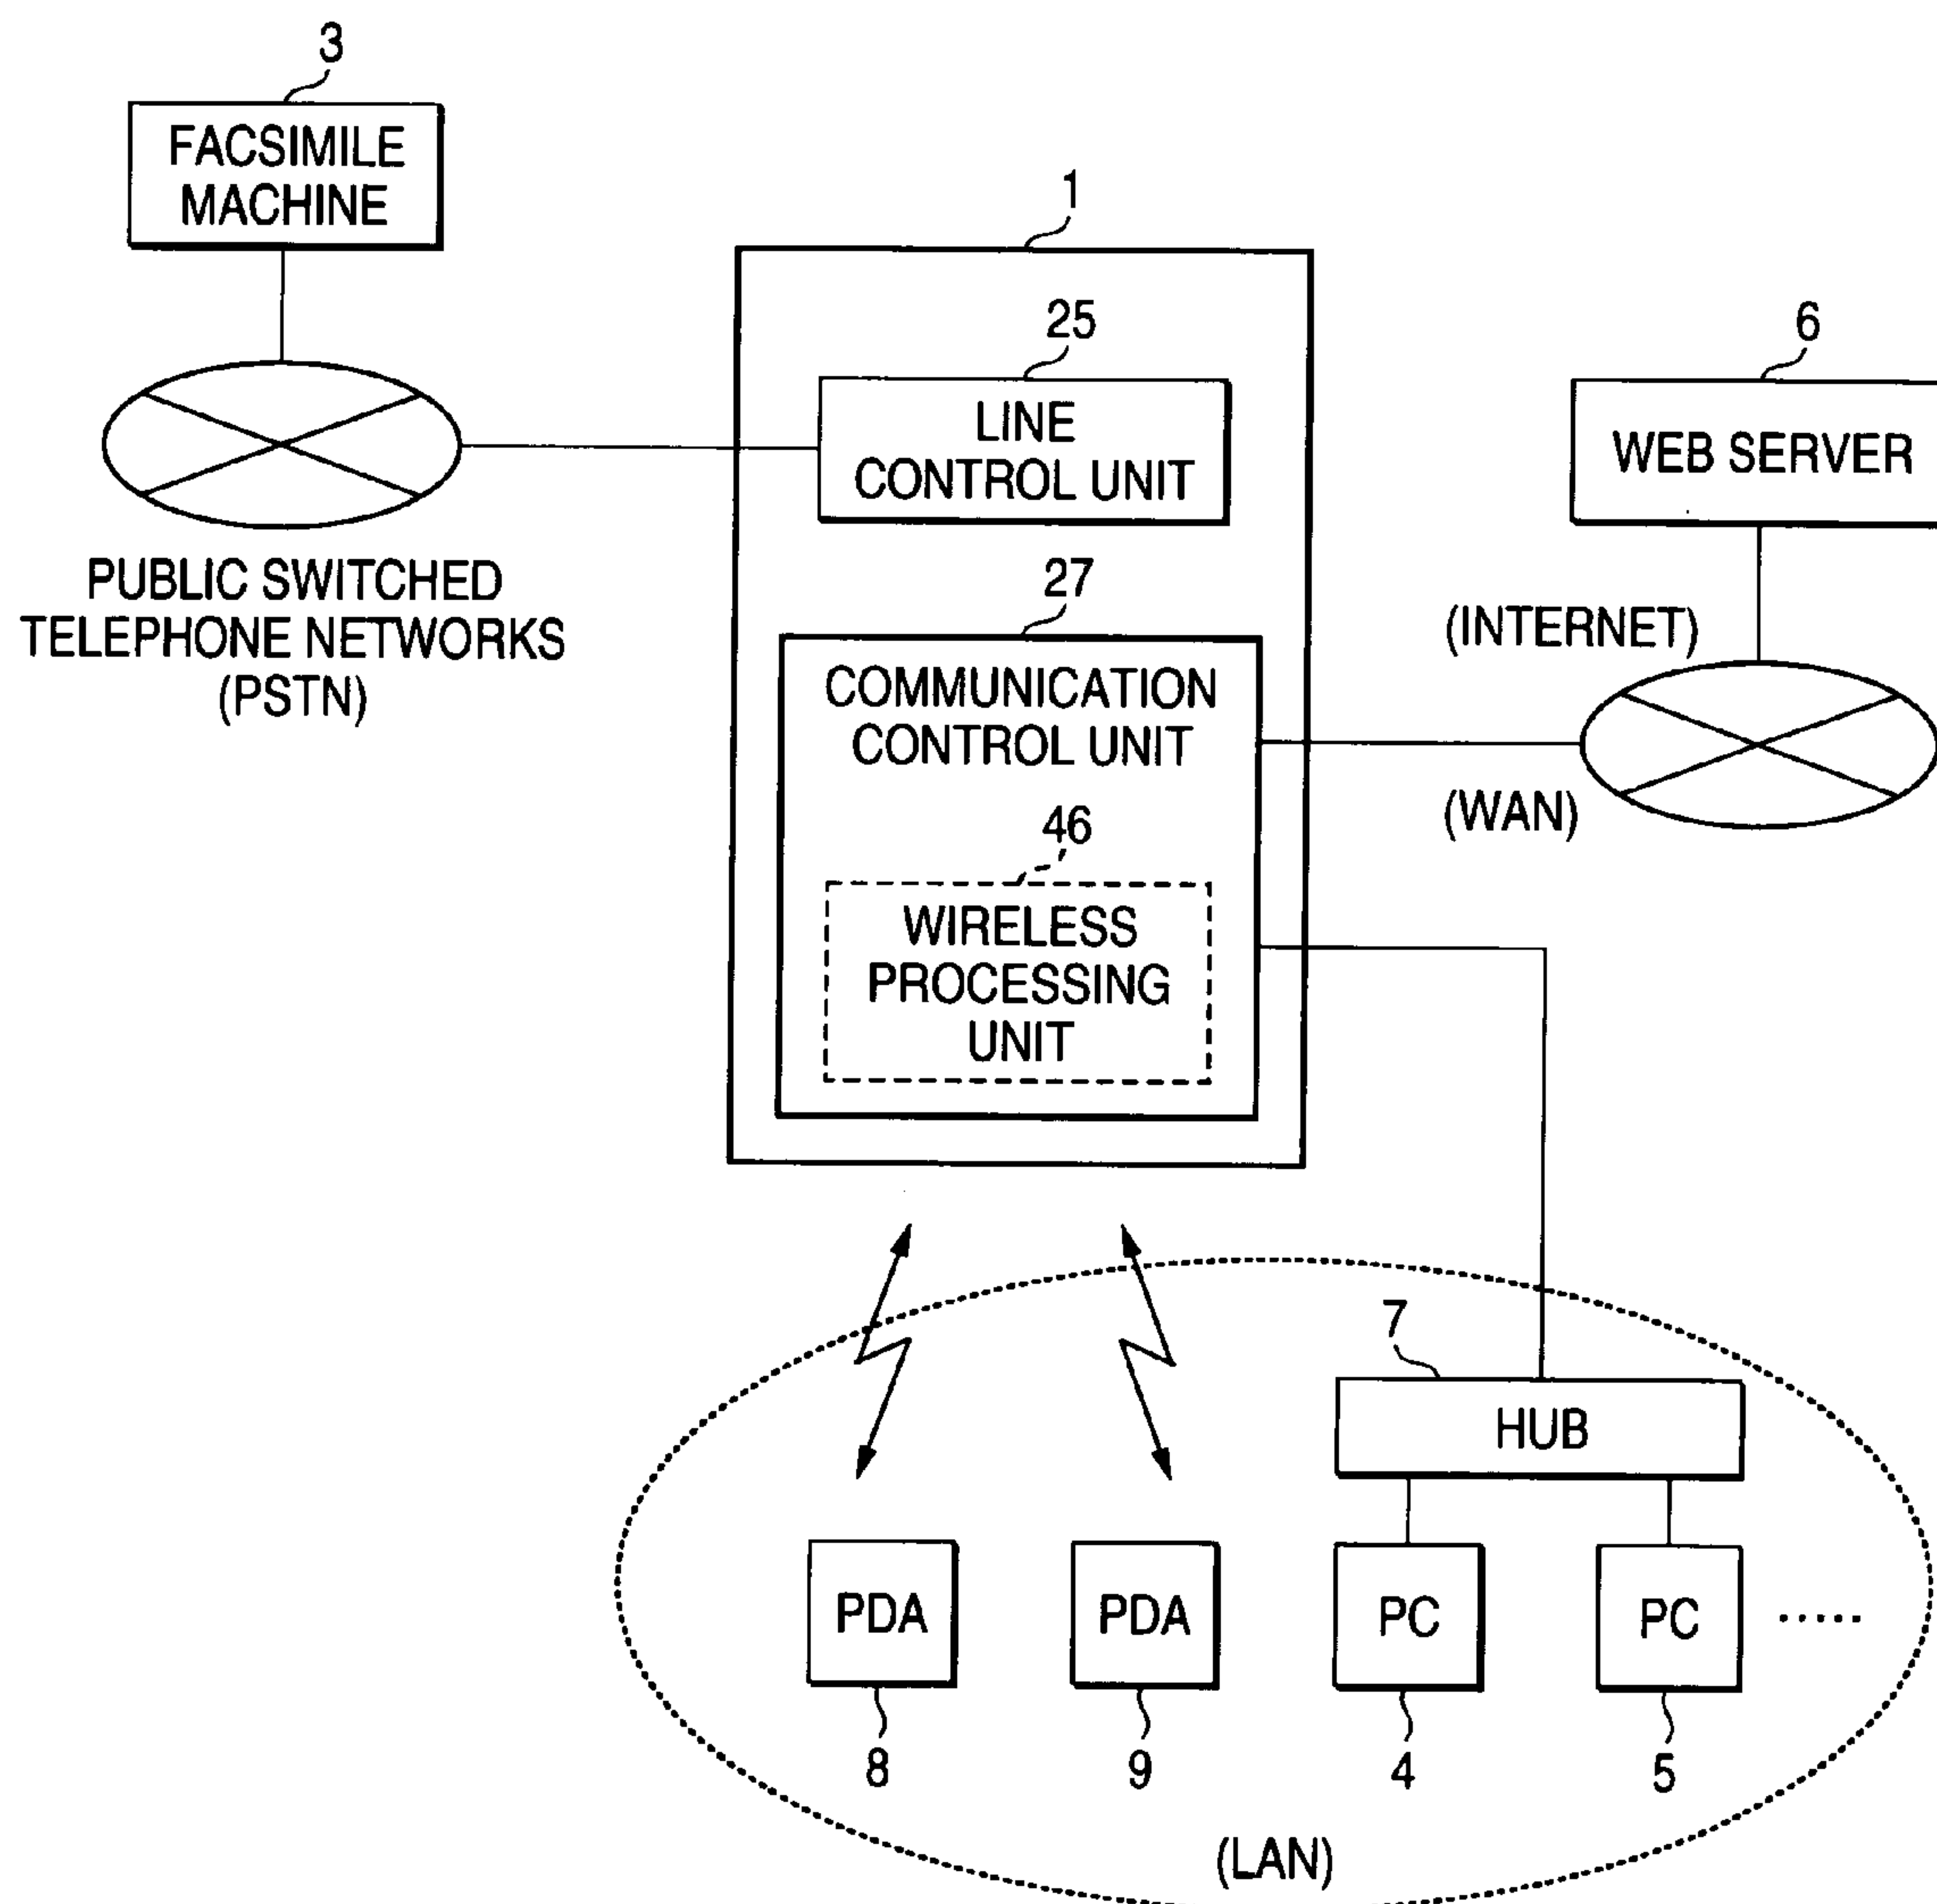 3
FACSIMILE
MACHINE
1
25
6
LINE
CONTROL UNIT
WEB SERVER
PUBLIC SWITCHED
TELEPHONE NETWORKS
(PSTN)
27
(INTERNET)
COMMUNICATION
CONTROL UNIT
(WAN)
46
WIRELESS
PROCESSING
UNIT
7
HUB
PDA
PDA
PC
PC
.....
8
9
4
5
(LAN)